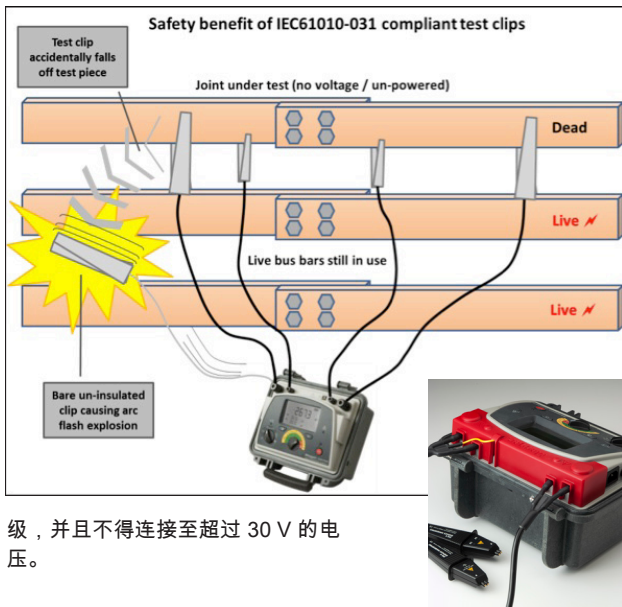 Safety benefit of IEC61010-031 compliant test clips
Test clip
accidentally falls
off test piece
Joint under test (no voltage / un-powered)
Dead
Live
Live bus bars still in use
Live
Bare un-insulated
clip causing arc
flash explosion
级，并且不得连接至超过 30 V 的电
压。